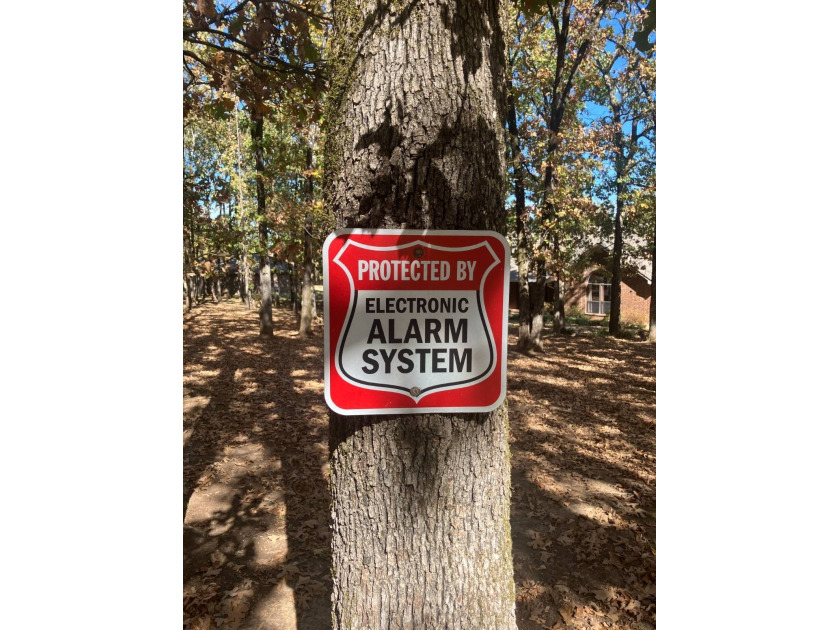 PROTECTED BY
ELECTRONIC
ALARM
SYSTEM